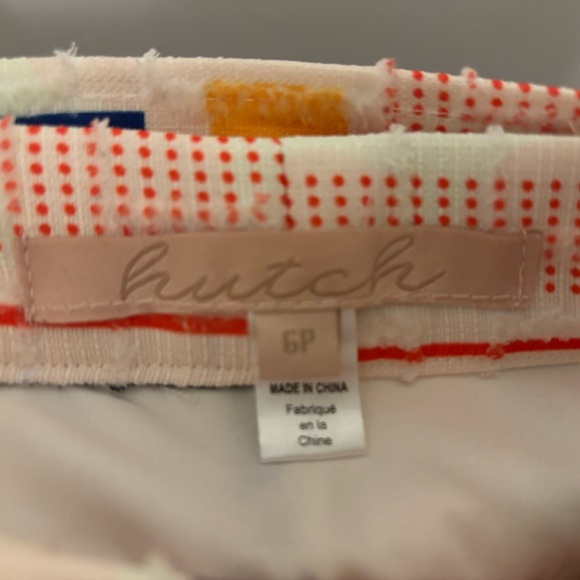 hutch
6P
MADE IN CHINA
Fabriqué
en la
Chine